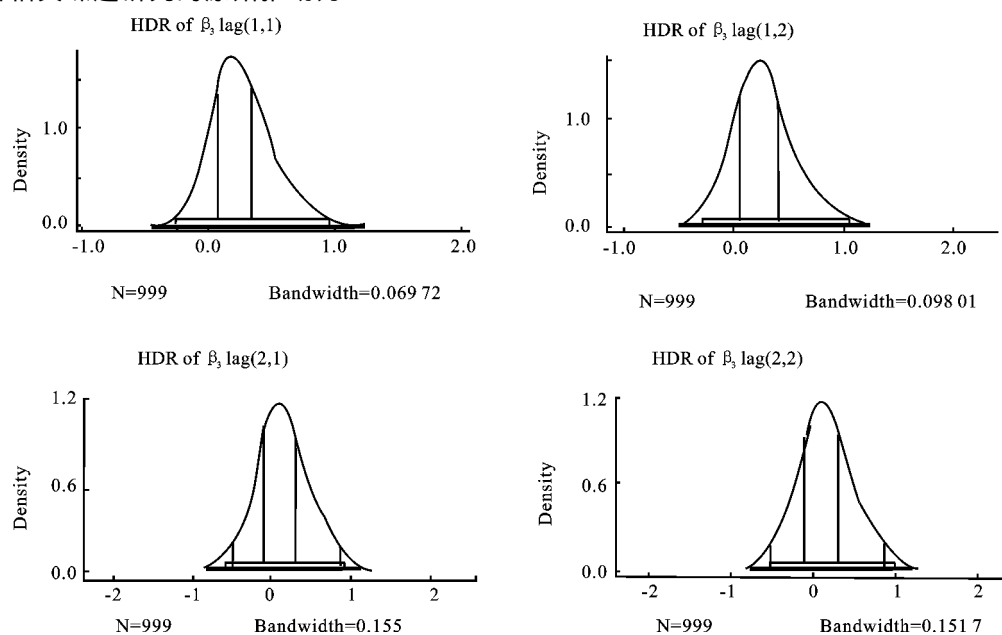 HDR of β₃ lag(1,1)
Density
1.0
0.0
-1.0 0.0 1.0 2.0
N=999 Bandwidth=0.069 72
HDR of β₃ lag(1,2)
Density
1.0
0.0
-1.0 0.0 1.0 2.0
N=999 Bandwidth=0.098 01
HDR of β₃ lag(2,1)
Density
1.2
0.6
0.0
-2 -1 0 1 2
N=999 Bandwidth=0.155
HDR of β₃ lag(2,2)
Density
1.2
0.6
0.0
-2 -1 0 1 2
N=999 Bandwidth=0.151 7